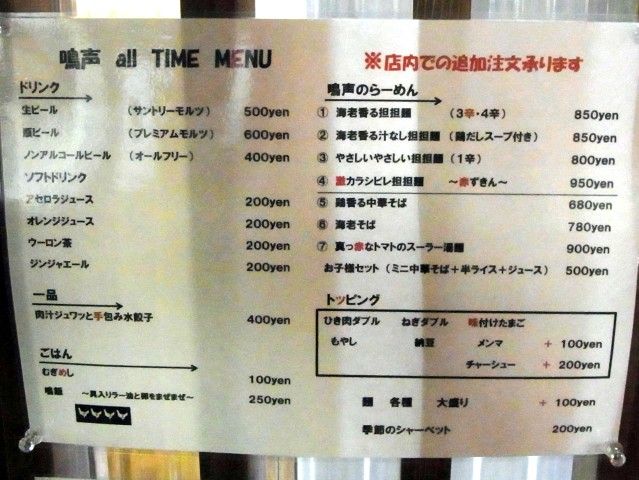 鳴声 all TIME MENU
※店内での追加注文承ります
ドリンク
生ビール （サントリーモルツ） 500yen
瓶ビール （プレミアムモルツ） 600yen
ノンアルコールビール （オールフリー） 400yen
ソフトドリンク
アセロラジュース 200yen
オレンジジュース 200yen
ウーロン茶 200yen
ジンジャエール 200yen
一品
肉汁ジュワッと手包み水餃子 400yen
ごはん
むぎめし 100yen
鳴飯 ～具入りラー油と卵をまぜまぜ～ 250yen
鳴声のらーめん
① 海老香る担担麺 （3辛・4辛） 850yen
② 海老香る汁なし担担麺 （鶏だしスープ付き） 850yen
③ やさしいやさしい担担麺 （1辛） 800yen
④ 激カラシビレ担担麺 ～赤ずきん～ 950yen
⑤ 鶏香る中華そば 680yen
⑥ 海老そば 780yen
⑦ 真っ赤なトマトのスーラー湯麺 900yen
お子様セット（ミニ中華そば＋半ライス＋ジュース） 500yen
トッピング
ひき肉ダブル ねぎダブル 味付けたまご
もやし 納豆 メンマ + 100yen
チャーシュー + 200yen
麺 各種 大盛り + 100yen
季節のシャーベット 200yen